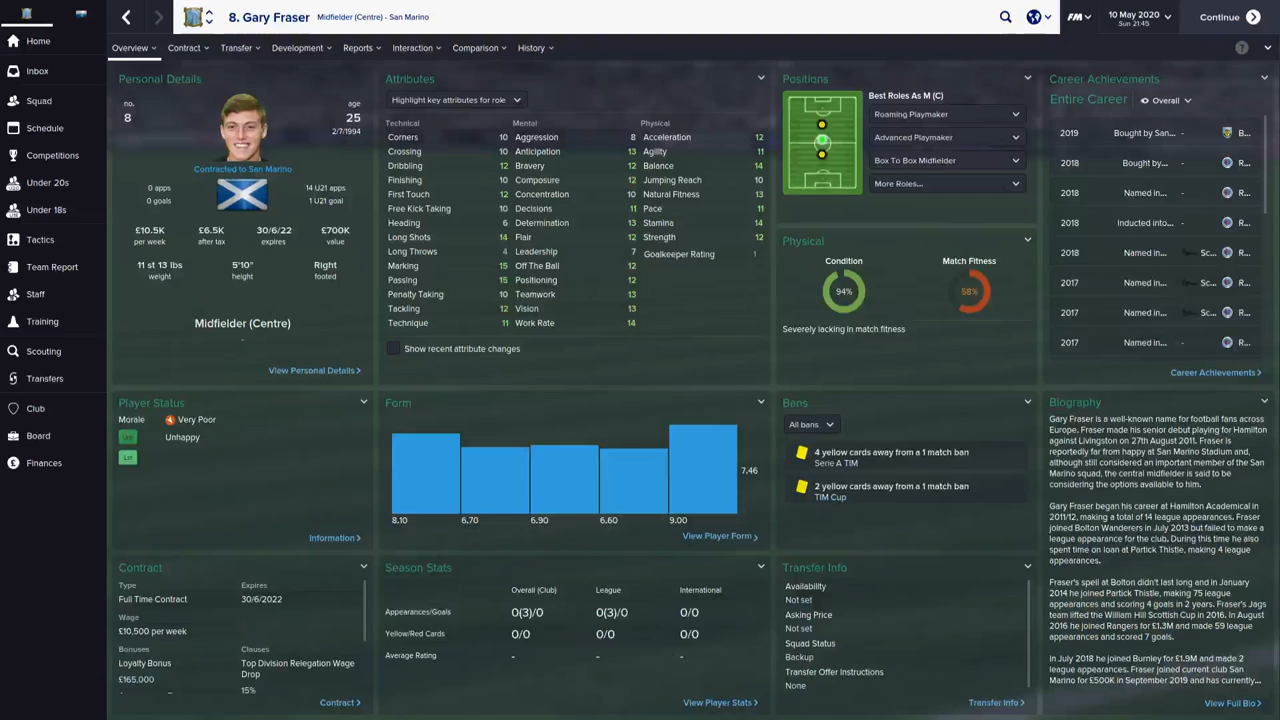 8. Gary Fraser
Midfielder (Centre) - San Marino
FM
10 May 2020
Sun 21:45
Continue
Home
Inbox
Squad
Schedule
Competitions
Under 20s
Under 18s
Tactics
Team Report
Staff
Training
Scouting
Transfers
Club
Board
Finances
Overview
Contract
Transfer
Development
Reports
Interaction
Comparison
History
Personal Details
no.
8
age
25
2/7/1994
Contracted to San Marino
0 apps
0 goals
14 U21 apps
1 U21 goal
£10.5K per week
£6.5K after tax
30/6/22 expires
£700K value
11 st 13 lbs weight
5'10" height
Right footed
Midfielder (Centre)
-
View Personal Details >
Attributes
Highlight key attributes for role
Technical
Corners 10
Crossing 10
Dribbling 12
Finishing 10
First Touch 12
Free Kick Taking 10
Heading 6
Long Shots 14
Long Throws 4
Marking 15
Passing 15
Penalty Taking 10
Tackling 12
Technique 11
Mental
Aggression 8
Anticipation 13
Bravery 12
Composure 12
Concentration 10
Decisions 11
Determination 13
Flair 12
Leadership 7
Off The Ball 12
Positioning 12
Teamwork 13
Vision 13
Work Rate 14
Physical
Acceleration 12
Agility 11
Balance 14
Jumping Reach 10
Natural Fitness 13
Pace 11
Stamina 14
Strength 12
Goalkeeper Rating 1
Show recent attribute changes
Positions
Best Roles As M (C)
Roaming Playmaker
Advanced Playmaker
Box To Box Midfielder
More Roles...
Physical
Condition
94%
Match Fitness
58%
Severely lacking in match fitness
Career Achievements
Entire Career
Overall
2019 Bought by San... - B...
2018 Bought by... - R...
2018 Named in... - R...
2018 Inducted into... - R...
2018 Named in... - Sc... R...
2017 Named in... - Sc... R...
2017 Named in... - Sc... R...
2017 Named in... - R...
Career Achievements >
Player Status
Morale
Very Poor
Unh
Unhappy
Lst
Information >
Form
8.10 6.70 6.90 6.60 9.00
7.46
View Player Form >
Bans
All bans
4 yellow cards away from a 1 match ban
Serie A TIM
2 yellow cards away from a 1 match ban
TIM Cup
Biography
Gary Fraser is a well-known name for football fans across
Europe. Fraser made his senior debut playing for Hamilton
against Livingston on 27th August 2011. Fraser is
reportedly far from happy at San Marino Stadium and,
although still considered an important member of the San
Marino squad, the central midfielder is said to be
considering the options available to him.
Gary Fraser began his career at Hamilton Academical in
2011/12, making a total of 14 league appearances. Fraser
joined Bolton Wanderers in July 2013 but failed to make a
league appearance for the club. During this time he also
spent time on loan at Partick Thistle, making 4 league
appearances.
Fraser's spell at Bolton didn't last long and in January
2014 he joined Partick Thistle, making 75 league
appearances and scoring 4 goals in 2 years. Fraser's Jags
team lifted the William Hill Scottish Cup in 2016. In August
2016 he joined Rangers for £1.3M and made 59 league
appearances and scored 7 goals.
In July 2018 he joined Burnley for £1.9M and made 2
league appearances. Fraser joined current club San
Marino for £500K in September 2019 and has currently...
View Full Bio >
Contract
Type
Full Time Contract
Expires
30/6/2022
Wage
£10,500 per week
Bonuses
Loyalty Bonus
£165,000
Clauses
Top Division Relegation Wage
Drop
15%
Contract >
Season Stats
Overall (Club) League International
Appearances/Goals 0(3)/0 0(3)/0 0/0
Yellow/Red Cards 0/0 0/0 0/0
Average Rating - - -
View Player Stats >
Transfer Info
Availability
Not set
Asking Price
Not set
Squad Status
Backup
Transfer Offer Instructions
None
Transfer Info >